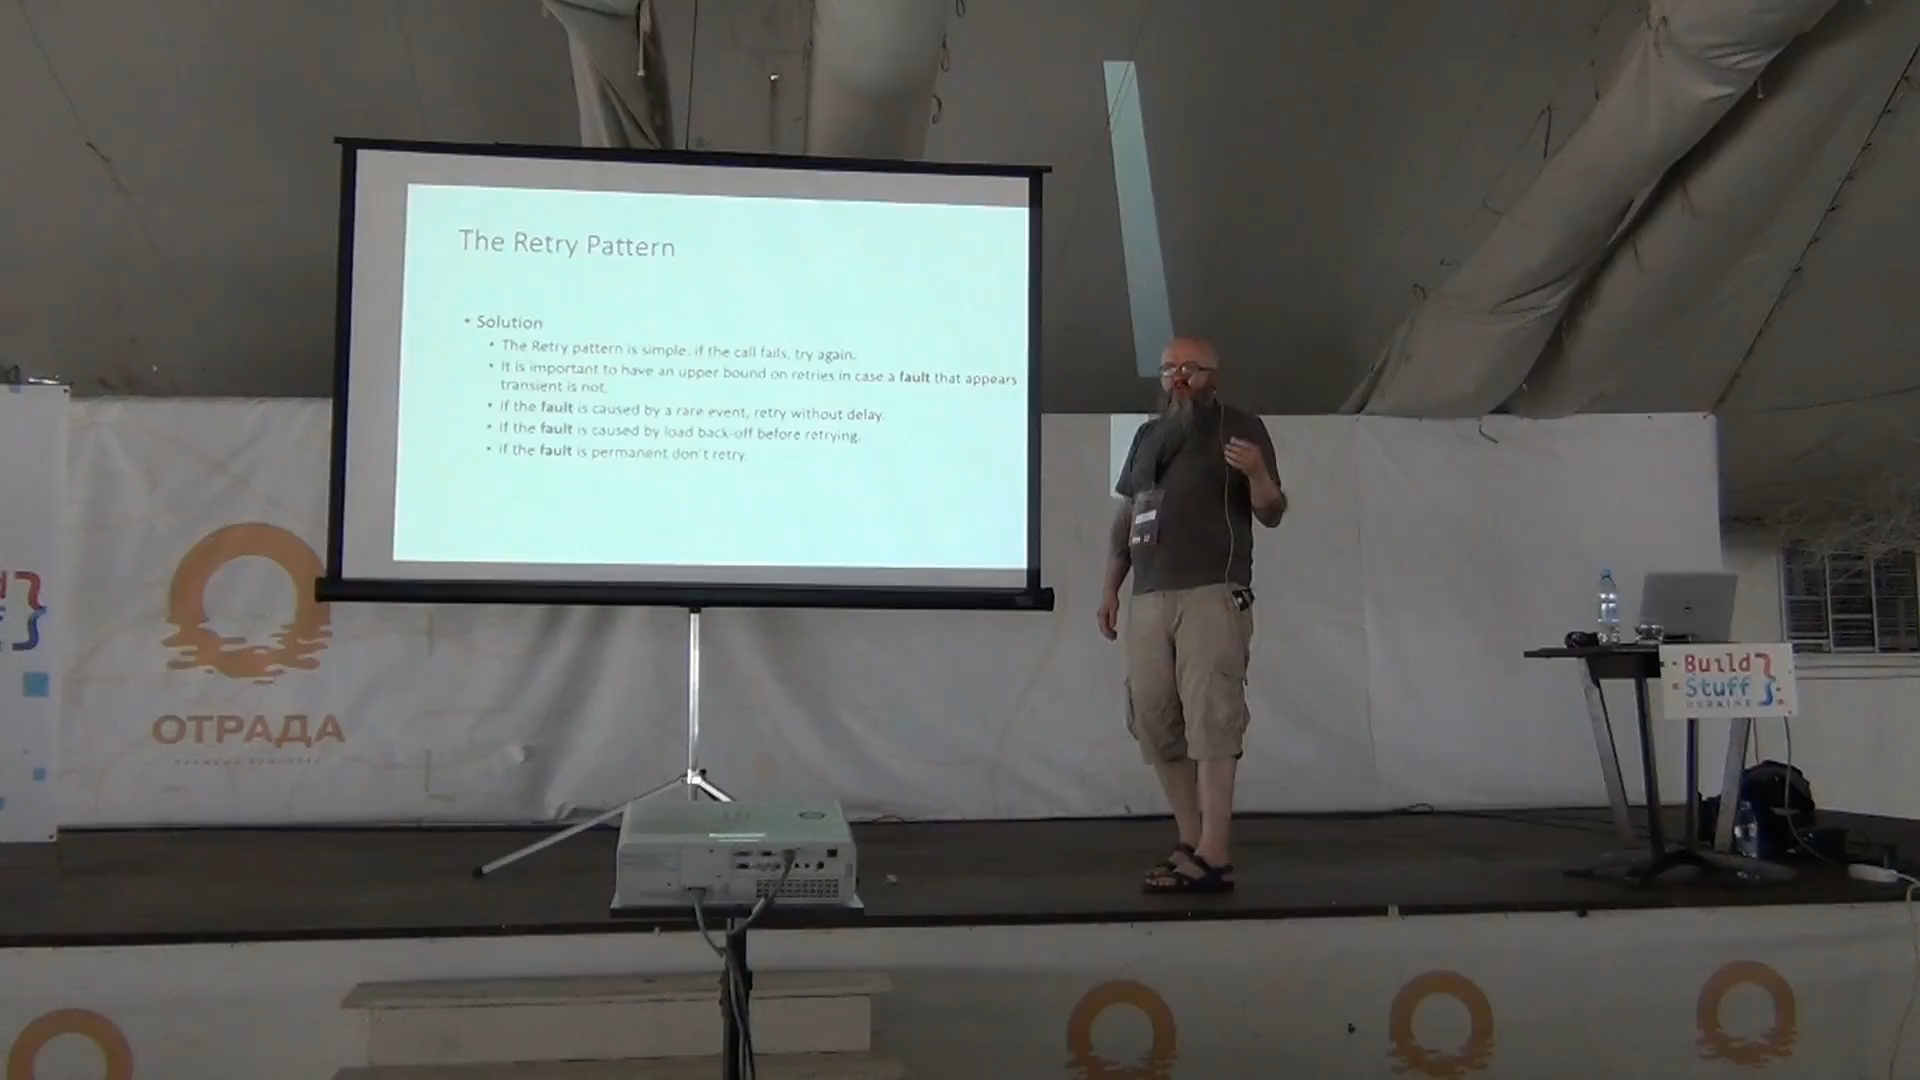 The Retry Pattern
• Solution
• The Retry pattern is simple, if the call fails, try again.
• It is important to have an upper bound on retries in case a fault that appears
transient is not.
• If the fault is caused by a rare event, retry without delay.
• If the fault is caused by load back-off before retrying.
• If the fault is permanent don't retry.
ОТРАДА
Build
Stuff
UKRAINE